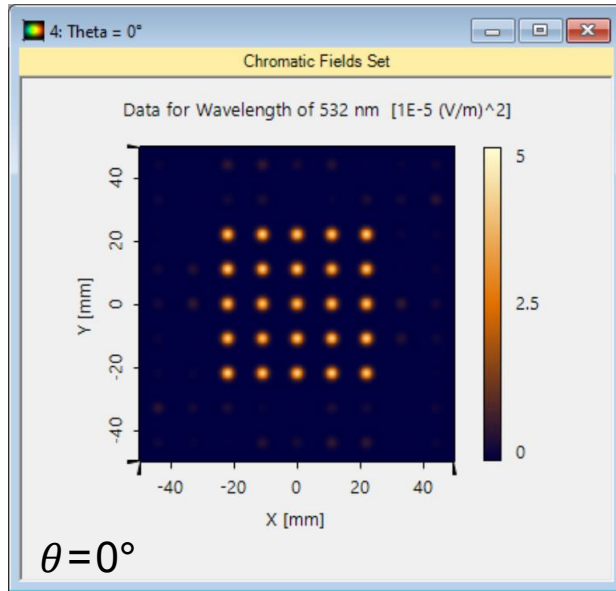 4: Theta = 0°
Chromatic Fields Set
Data for Wavelength of 532 nm  [1E-5 (V/m)^2]
40
20
0
-20
-40
Y [mm]
-40 -20 0 20 40
X [mm]
5
2.5
0
θ=0°